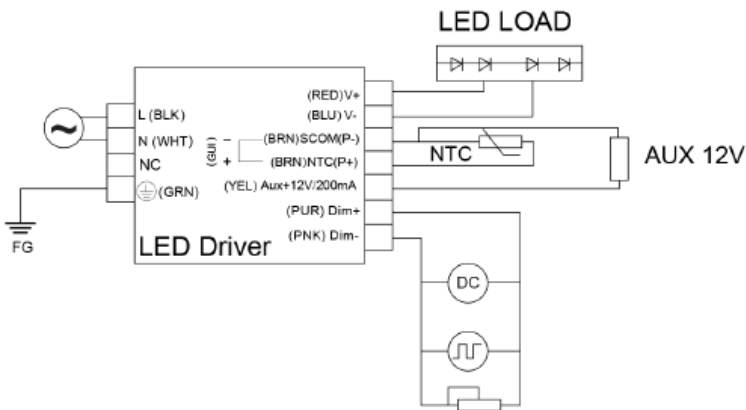 LED LOAD
(RED)V+
(BLU) V-
L (BLK)
N (WHT)
NC
(GRN)
(GUI)
−
+
(BRN)SCOM(P-)
(BRN)NTC(P+)
(YEL) Aux+12V/200mA
(PUR) Dim+
(PNK) Dim-
LED Driver
FG
NTC
AUX 12V
DC